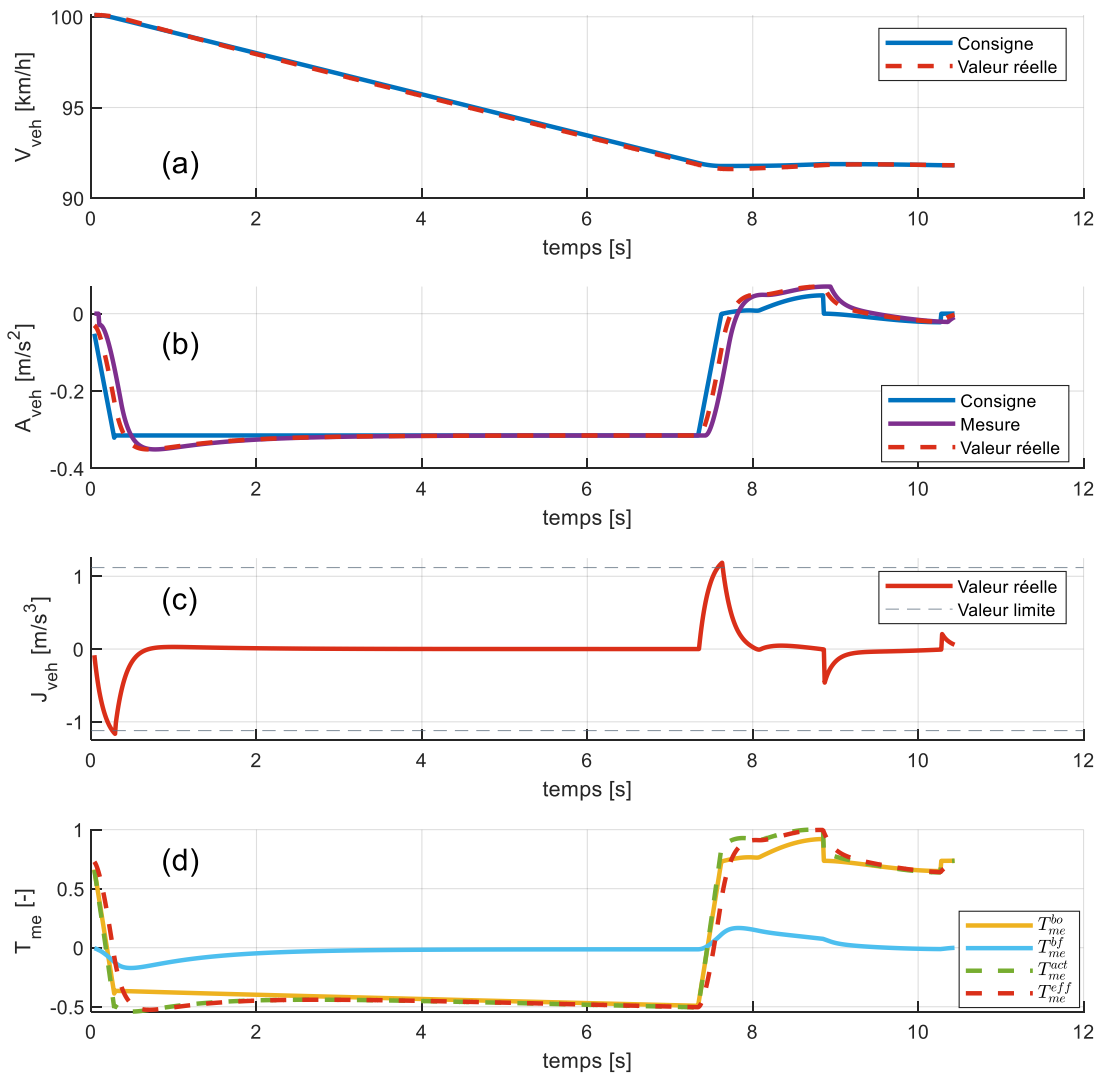 100
95
90
V_veh [km/h]
(a)
Consigne
Valeur réelle
0 2 4 6 8 10 12
temps [s]
0
-0.2
-0.4
A_veh [m/s^2]
(b)
Consigne
Mesure
Valeur réelle
0 2 4 6 8 10 12
temps [s]
1
0
-1
J_veh [m/s^3]
(c)
Valeur réelle
Valeur limite
0 2 4 6 8 10 12
temps [s]
1
0.5
0
-0.5
T_me [-]
(d)
T_me^bo
T_me^bf
T_me^act
T_me^eff
0 2 4 6 8 10 12
temps [s]